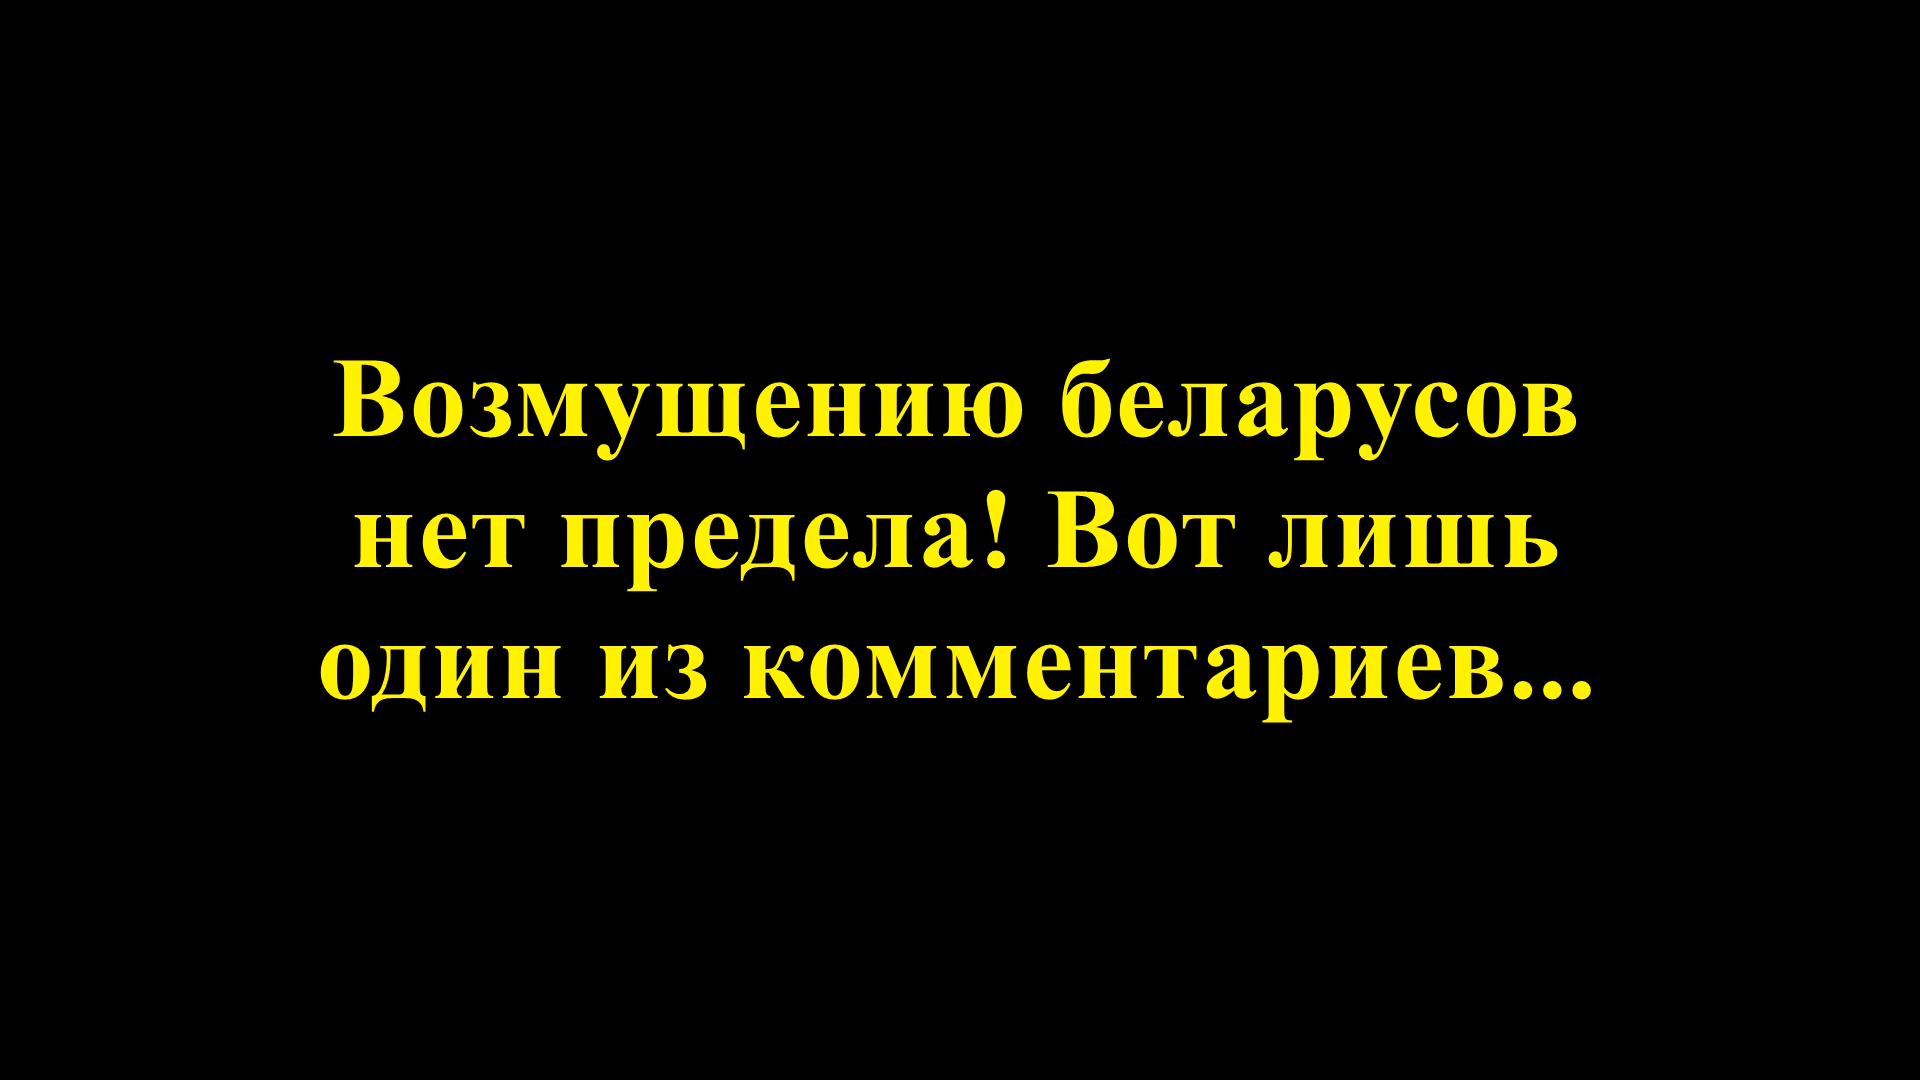 Возмущению беларусов
нет предела! Вот лишь
один из комментариев...